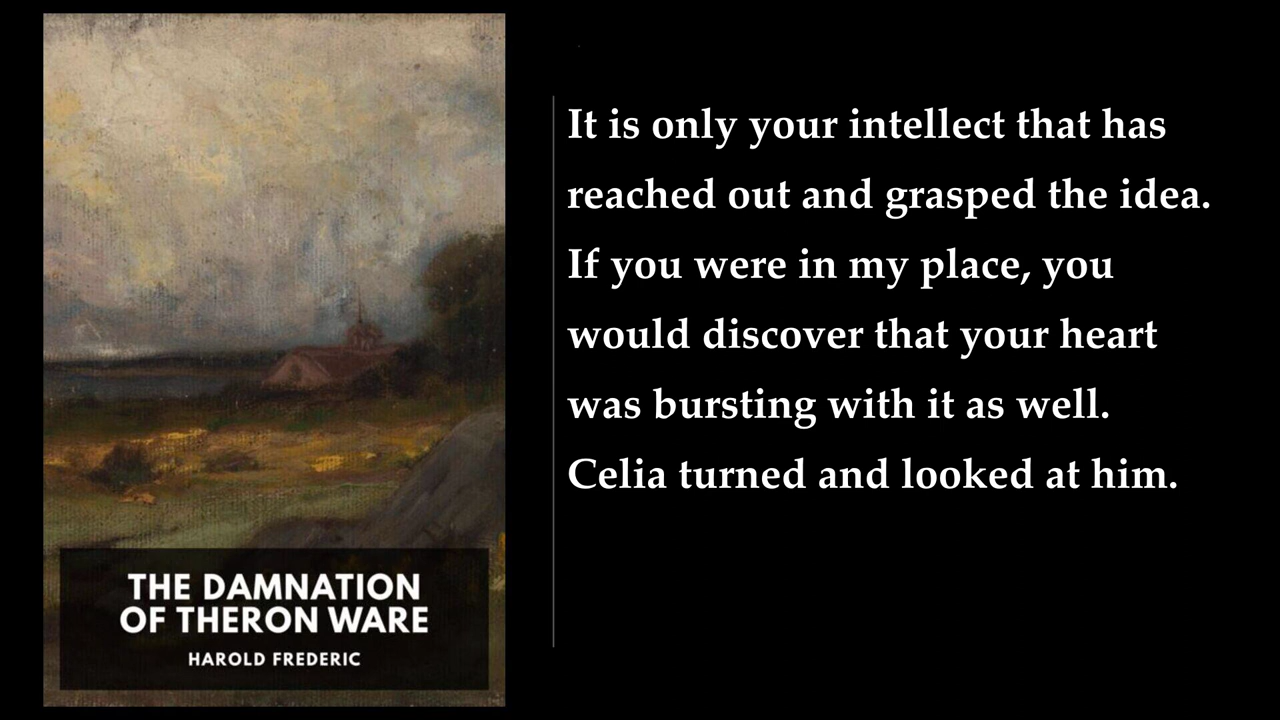 THE DAMNATION
OF THERON WARE
HAROLD FREDERIC
It is only your intellect that has
reached out and grasped the idea.
If you were in my place, you
would discover that your heart
was bursting with it as well.
Celia turned and looked at him.